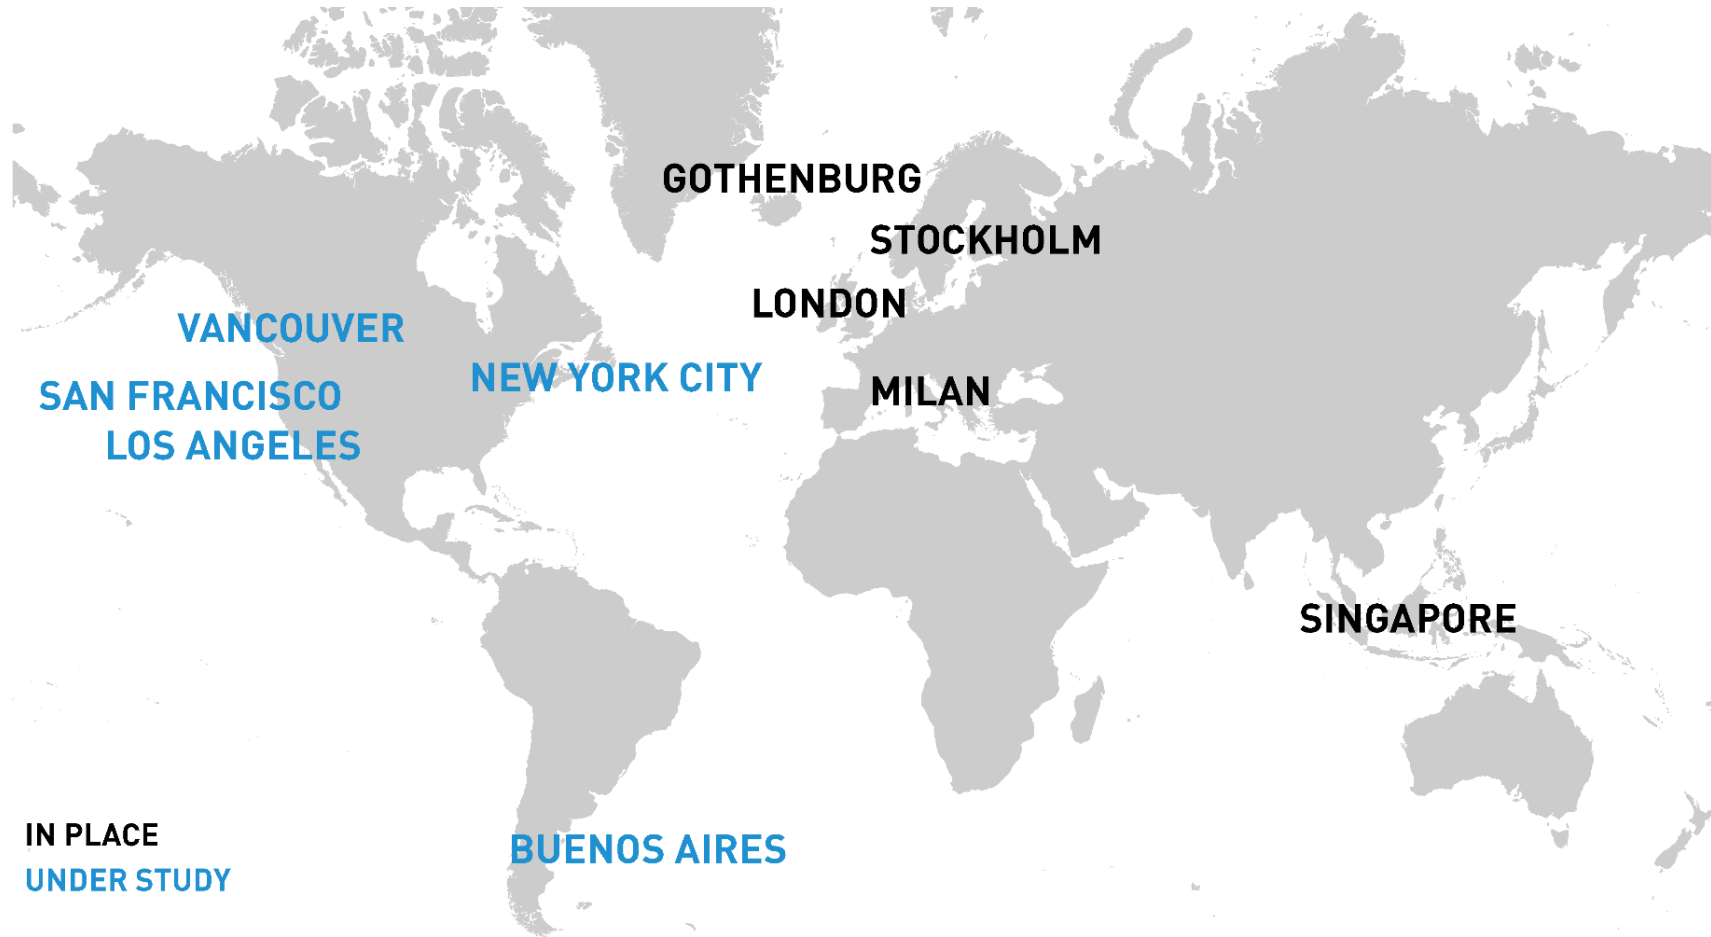 GOTHENBURG
STOCKHOLM
LONDON
VANCOUVER
NEW YORK CITY
MILAN
SAN FRANCISCO
LOS ANGELES
SINGAPORE
BUENOS AIRES
IN PLACE
UNDER STUDY